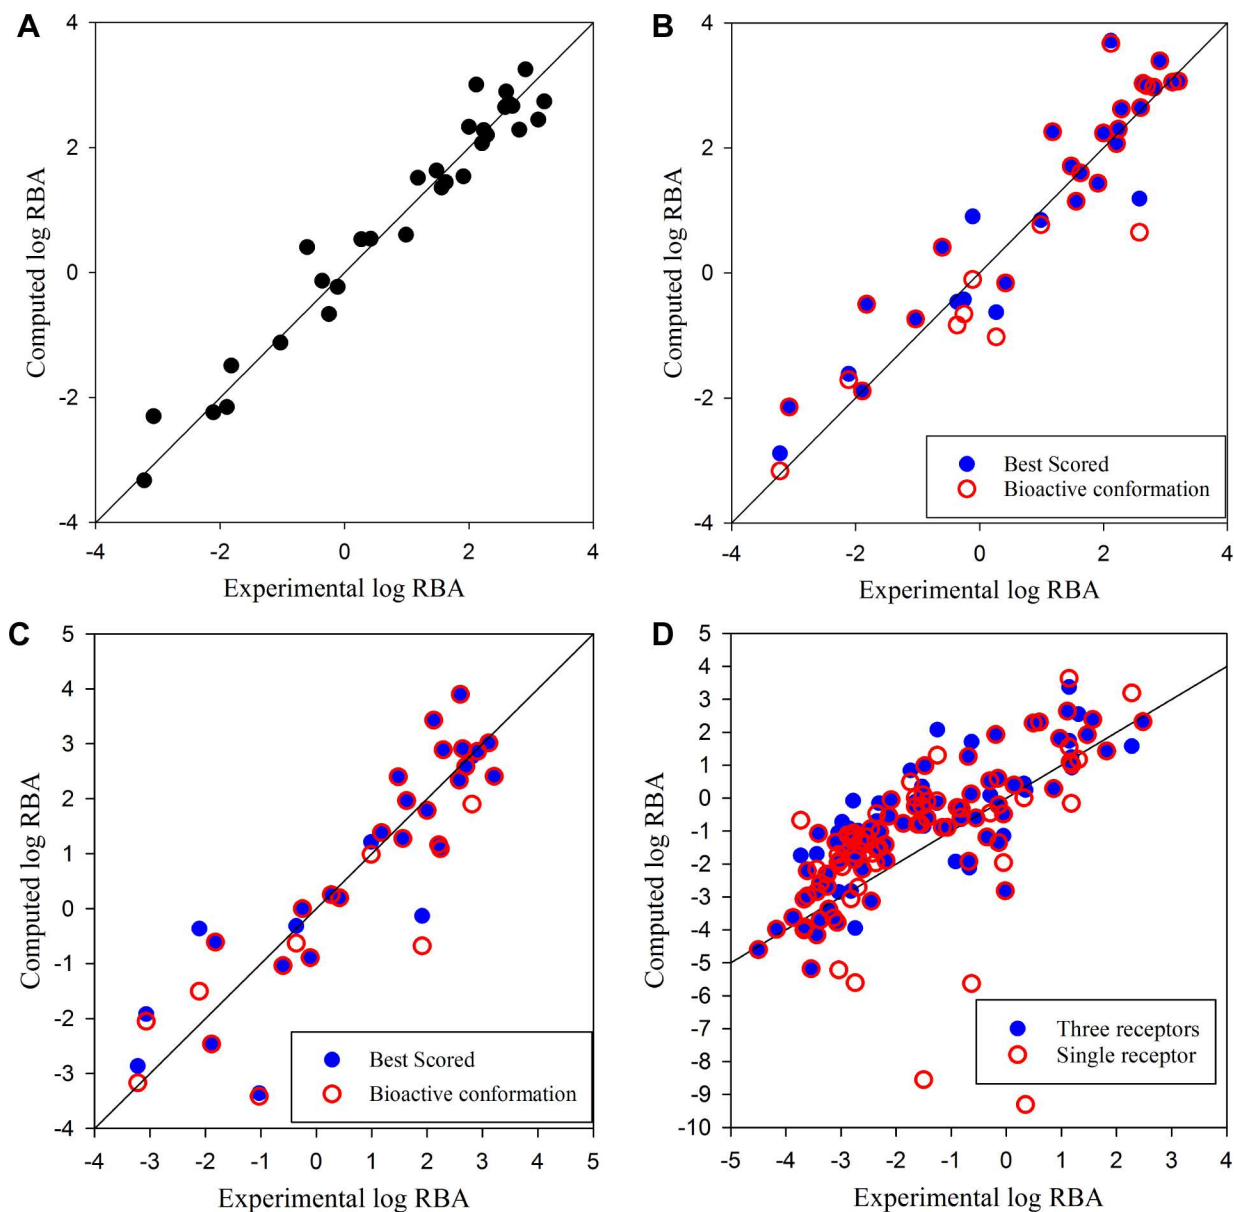 A
4
2
0
-2
-4
-4 -2 0 2 4
Computed log RBA
Experimental log RBA
B
4
2
0
-2
-4
-4 -2 0 2 4
Computed log RBA
Experimental log RBA
Best Scored
Bioactive conformation
C
5
4
3
2
1
0
-1
-2
-3
-4
-4 -3 -2 -1 0 1 2 3 4 5
Computed log RBA
Experimental log RBA
Best Scored
Bioactive conformation
D
5
4
3
2
1
0
-1
-2
-3
-4
-5
-6
-7
-8
-9
-10
-5 -4 -3 -2 -1 0 1 2 3 4
Computed log RBA
Experimental log RBA
Three receptors
Single receptor